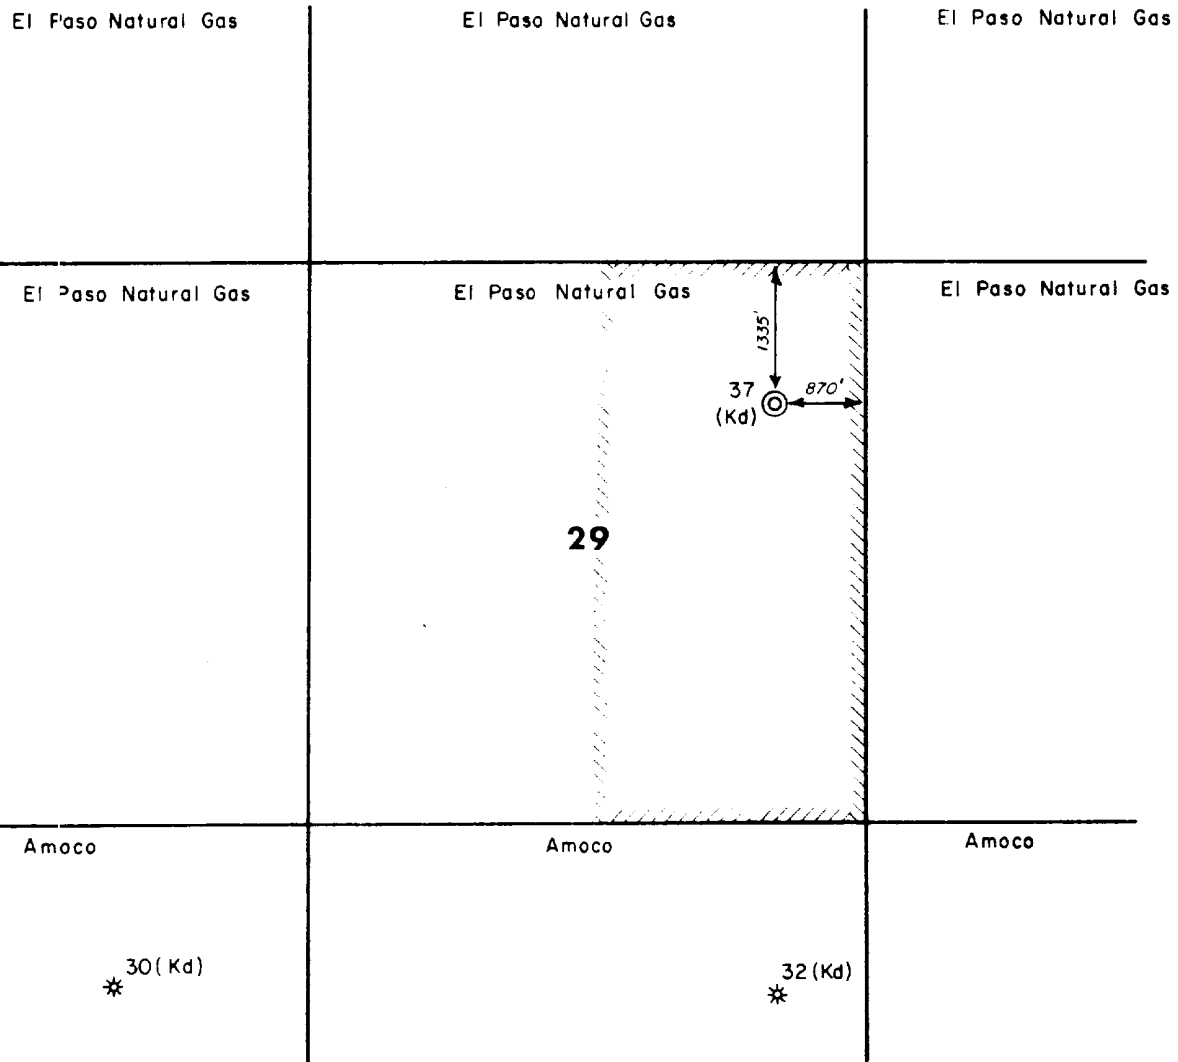 El Paso Natural Gas
El Paso Natural Gas
El Paso Natural Gas
El Paso Natural Gas
El Paso Natural Gas
El Paso Natural Gas
1335'
37
(Kd)
870'
29
Amoco
Amoco
Amoco
30(Kd)
32(Kd)